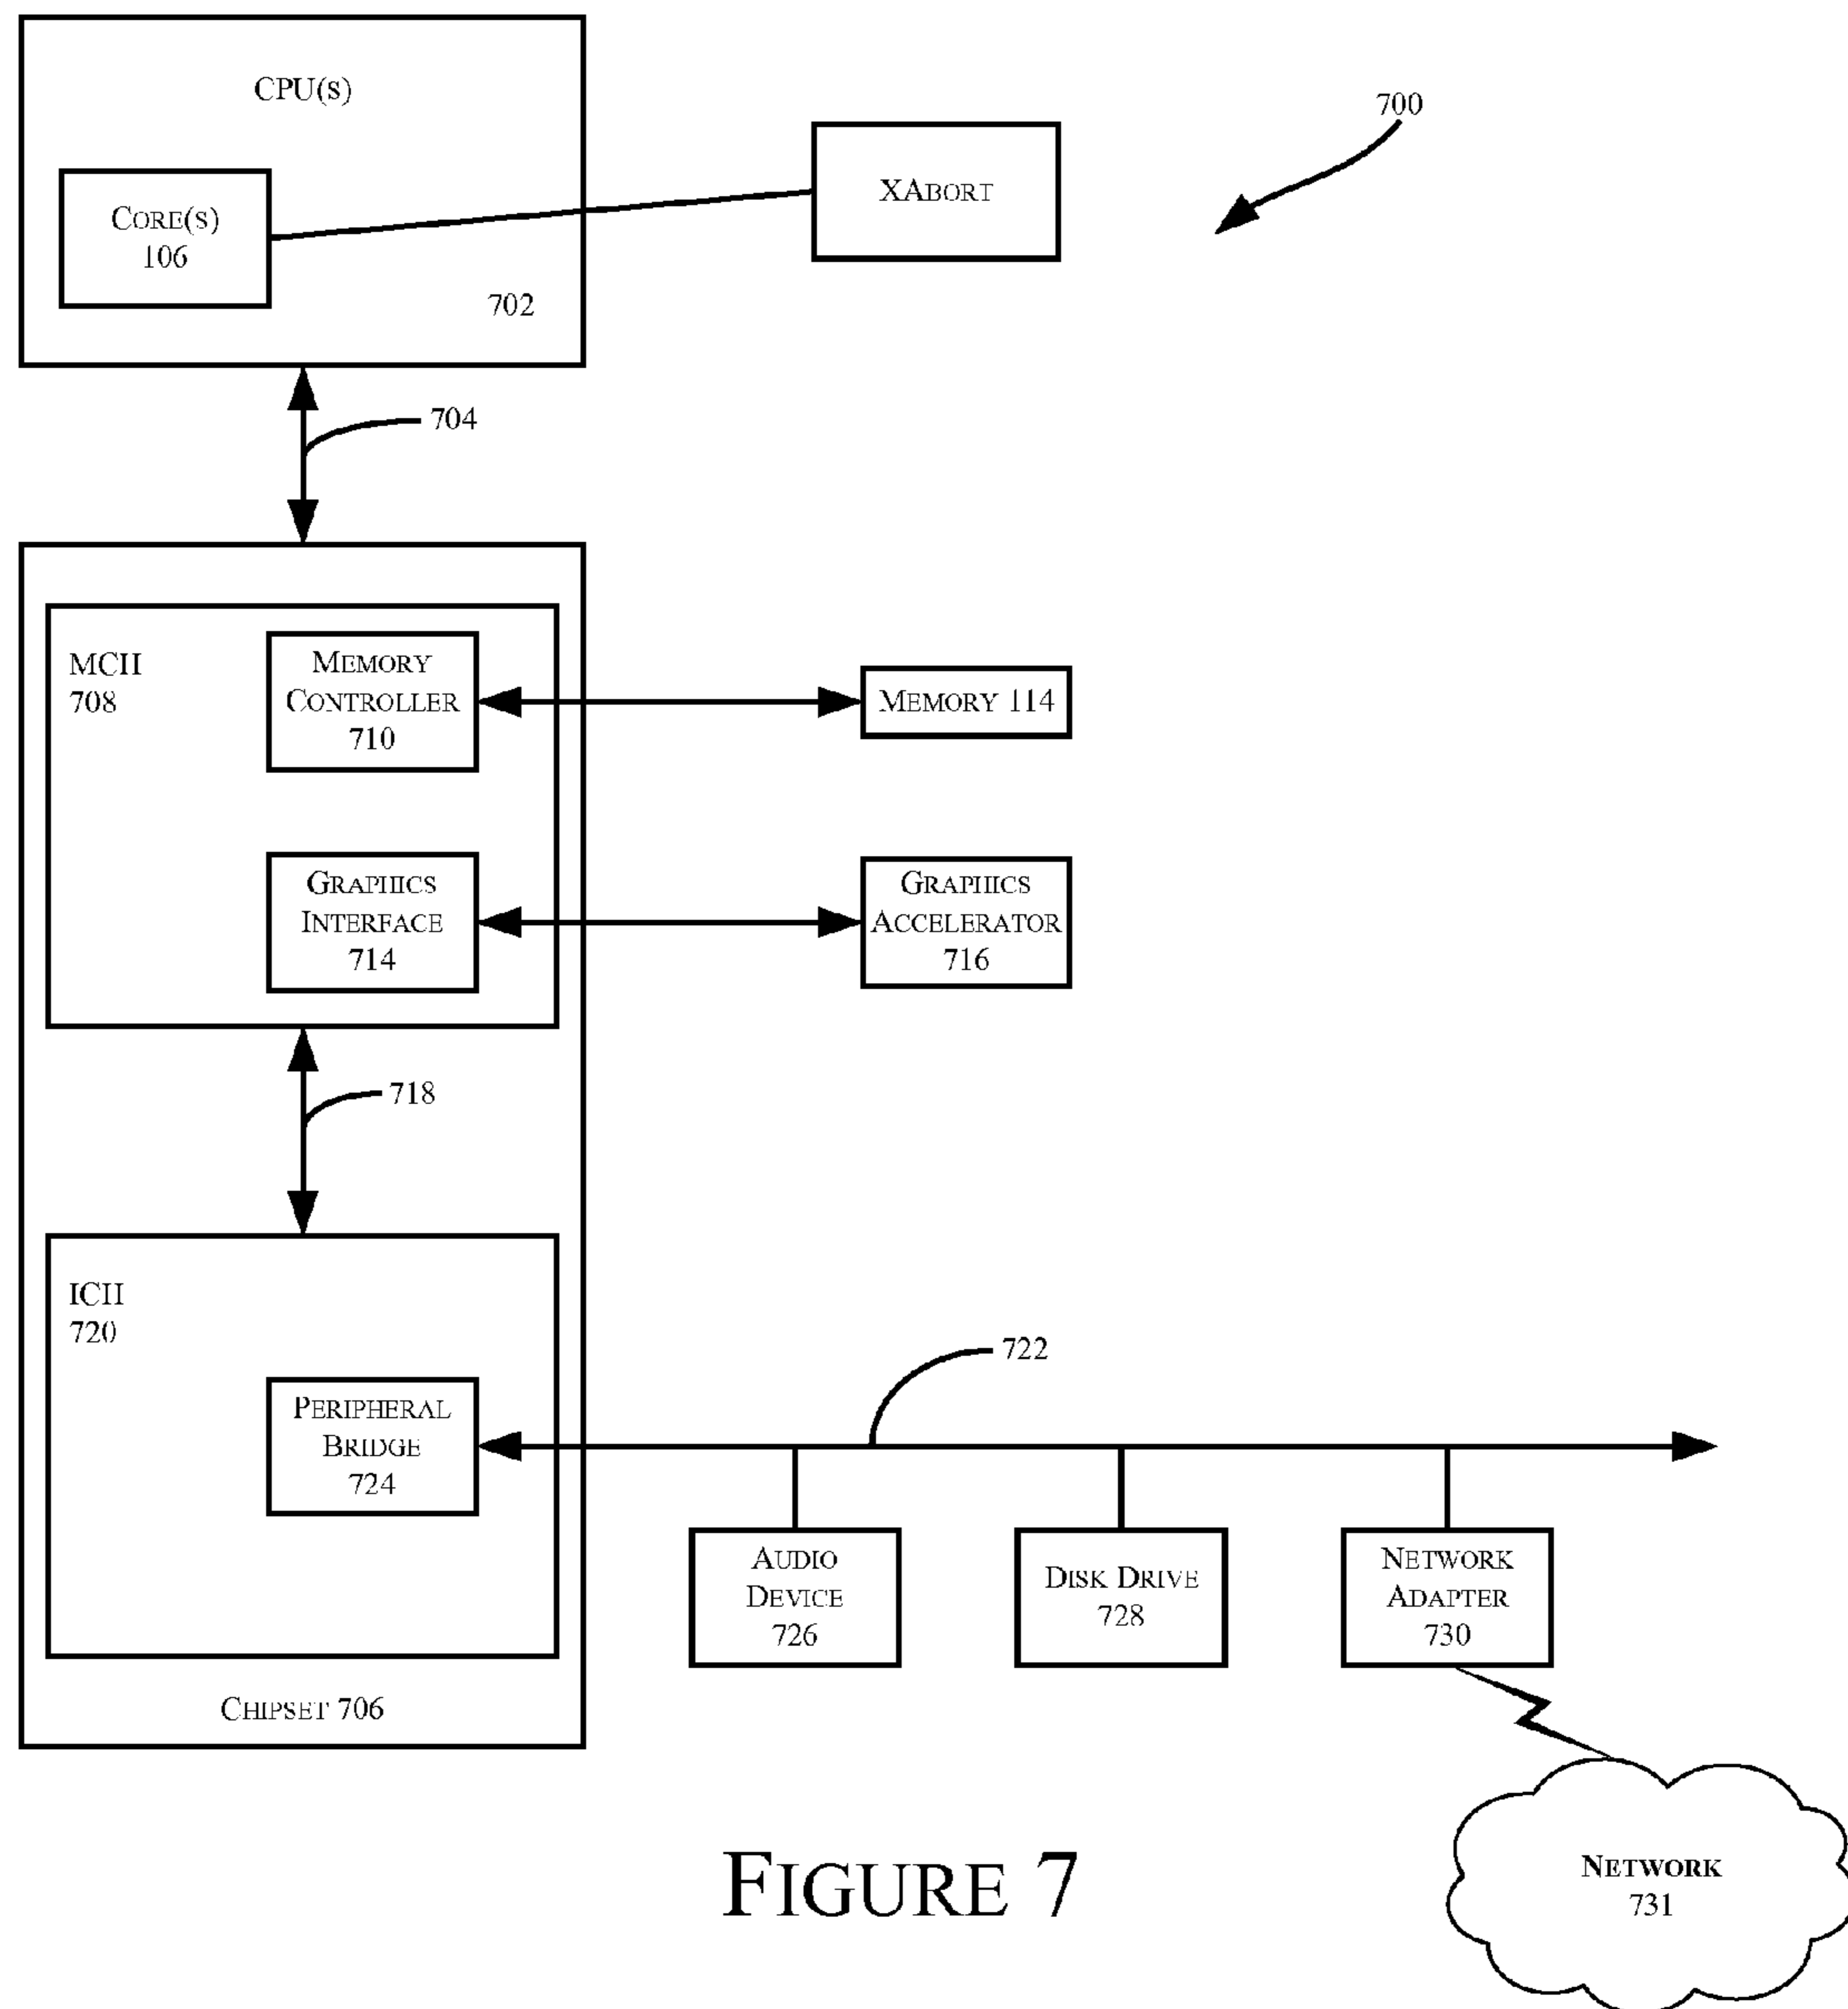 CPU(S)
CORE(S)
106
702
XABORT
700
704
MCH
708
MEMORY
CONTROLLER
710
MEMORY 114
GRAPHICS
INTERFACE
714
GRAPHICS
ACCELERATOR
716
718
ICH
720
PERIPHERAL
BRIDGE
724
722
AUDIO
DEVICE
726
DISK DRIVE
728
NETWORK
ADAPTER
730
CHIPSET 706
NETWORK
731
FIGURE 7